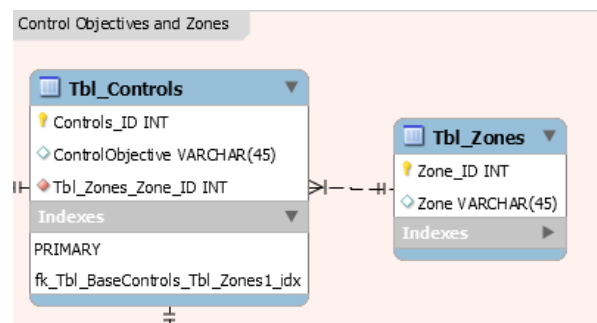 Control Objectives and Zones
Tbl_Controls
Controls_ID INT
ControlObjective VARCHAR(45)
Tbl_Zones_Zone_ID INT
Indexes
PRIMARY
fk_Tbl_BaseControls_Tbl_Zones1_idx
Tbl_Zones
Zone_ID INT
Zone VARCHAR(45)
Indexes